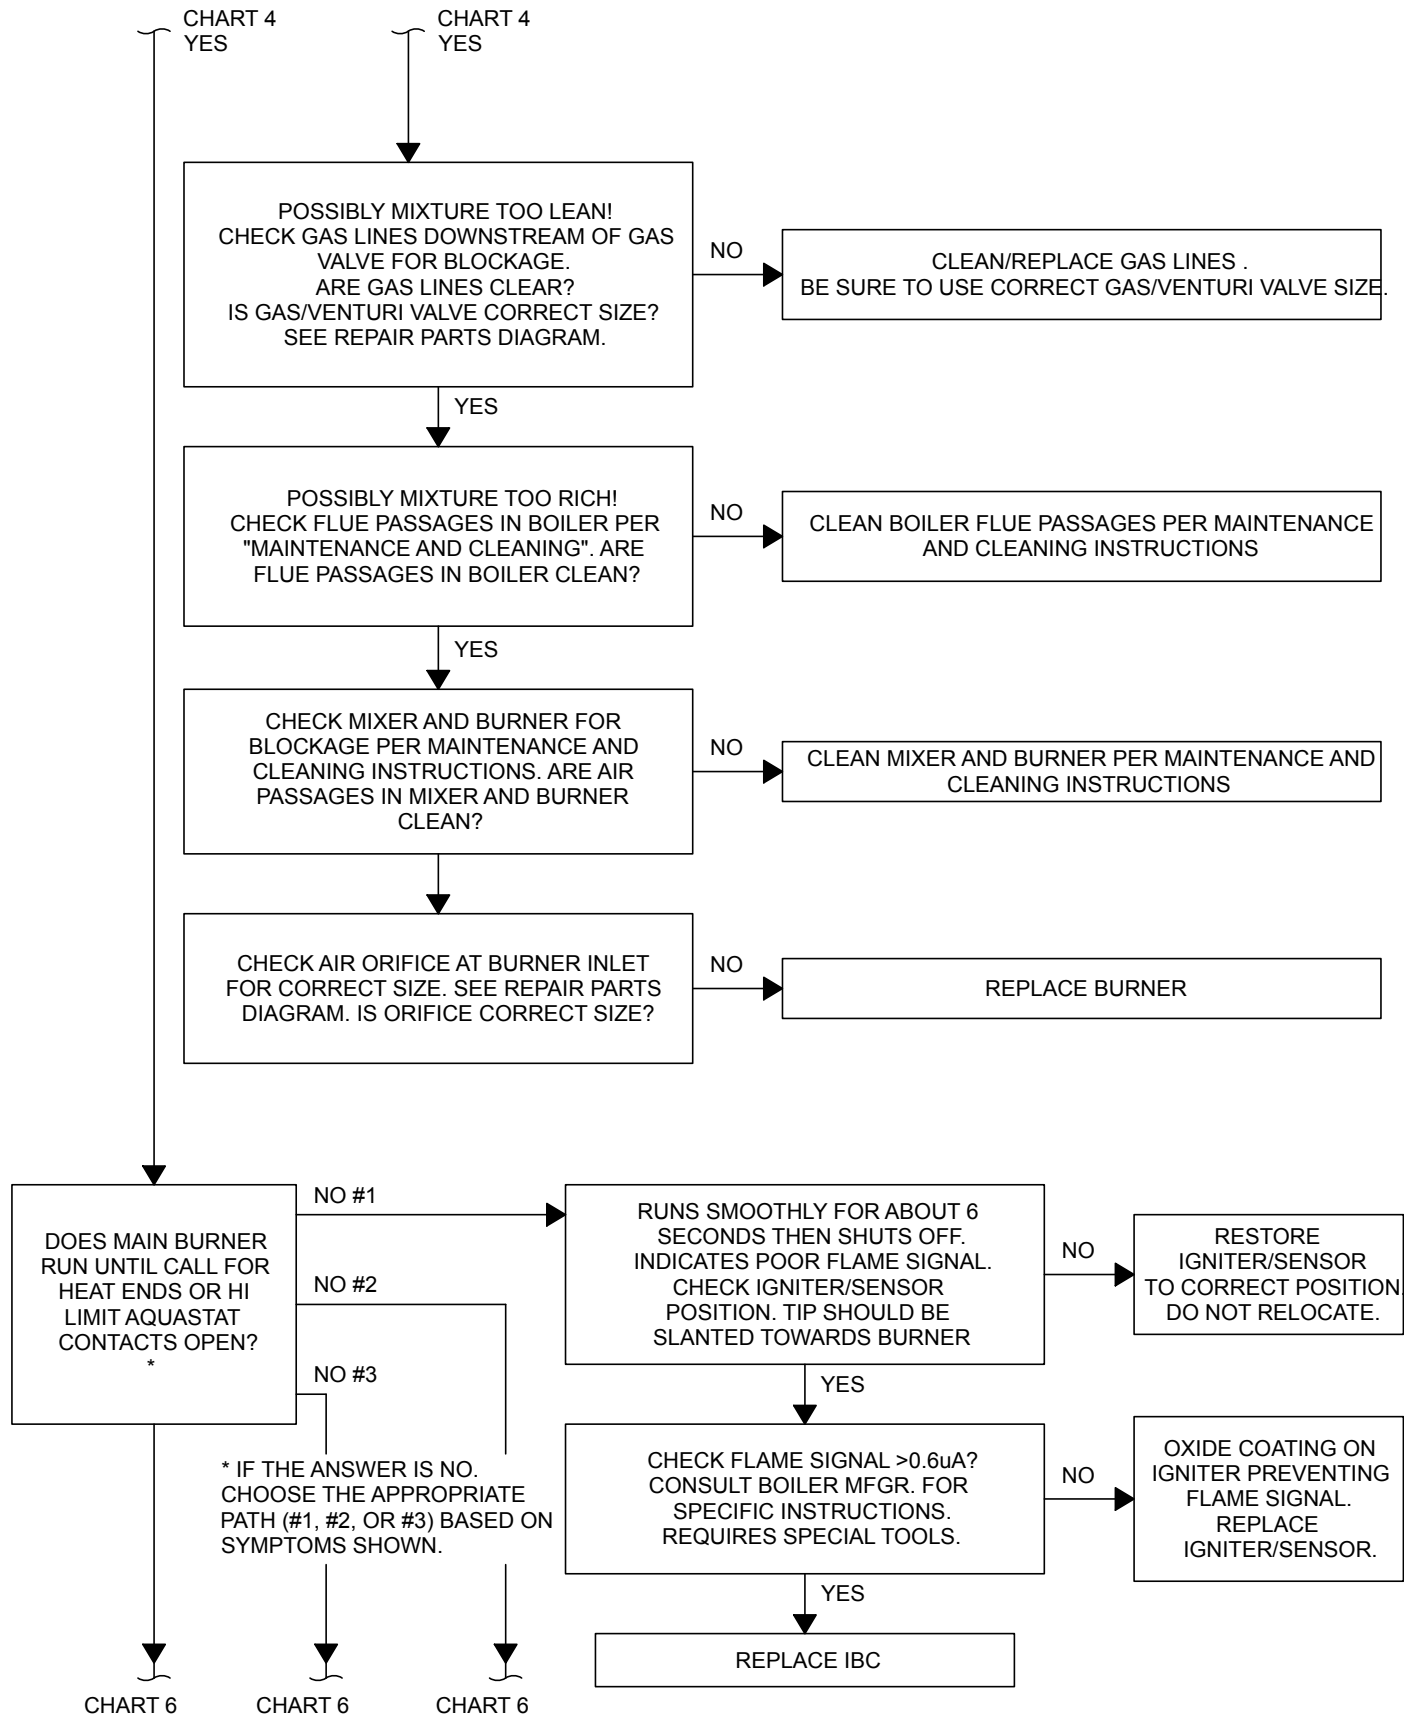 CHART 4
YES
CHART 4
YES
POSSIBLY MIXTURE TOO LEAN!
CHECK GAS LINES DOWNSTREAM OF GAS
VALVE FOR BLOCKAGE.
ARE GAS LINES CLEAR?
IS GAS/VENTURI VALVE CORRECT SIZE?
SEE REPAIR PARTS DIAGRAM.
NO
CLEAN/REPLACE GAS LINES .
BE SURE TO USE CORRECT GAS/VENTURI VALVE SIZE.
YES
POSSIBLY MIXTURE TOO RICH!
CHECK FLUE PASSAGES IN BOILER PER
"MAINTENANCE AND CLEANING". ARE
FLUE PASSAGES IN BOILER CLEAN?
NO
CLEAN BOILER FLUE PASSAGES PER MAINTENANCE
AND CLEANING INSTRUCTIONS
YES
CHECK MIXER AND BURNER FOR
BLOCKAGE PER MAINTENANCE AND
CLEANING INSTRUCTIONS. ARE AIR
PASSAGES IN MIXER AND BURNER
CLEAN?
NO
CLEAN MIXER AND BURNER PER MAINTENANCE AND
CLEANING INSTRUCTIONS
CHECK AIR ORIFICE AT BURNER INLET
FOR CORRECT SIZE. SEE REPAIR PARTS
DIAGRAM. IS ORIFICE CORRECT SIZE?
NO
REPLACE BURNER
DOES MAIN BURNER
RUN UNTIL CALL FOR
HEAT ENDS OR HI
LIMIT AQUASTAT
CONTACTS OPEN?
*
NO #1
NO #2
NO #3
RUNS SMOOTHLY FOR ABOUT 6
SECONDS THEN SHUTS OFF.
INDICATES POOR FLAME SIGNAL.
CHECK IGNITER/SENSOR
POSITION. TIP SHOULD BE
SLANTED TOWARDS BURNER
NO
RESTORE
IGNITER/SENSOR
TO CORRECT POSITION.
DO NOT RELOCATE.
YES
* IF THE ANSWER IS NO.
CHOOSE THE APPROPRIATE
PATH (#1, #2, OR #3) BASED ON
SYMPTOMS SHOWN.
CHECK FLAME SIGNAL >0.6uA?
CONSULT BOILER MFGR. FOR
SPECIFIC INSTRUCTIONS.
REQUIRES SPECIAL TOOLS.
NO
OXIDE COATING ON
IGNITER PREVENTING
FLAME SIGNAL.
REPLACE
IGNITER/SENSOR.
YES
REPLACE IBC
CHART 6
CHART 6
CHART 6